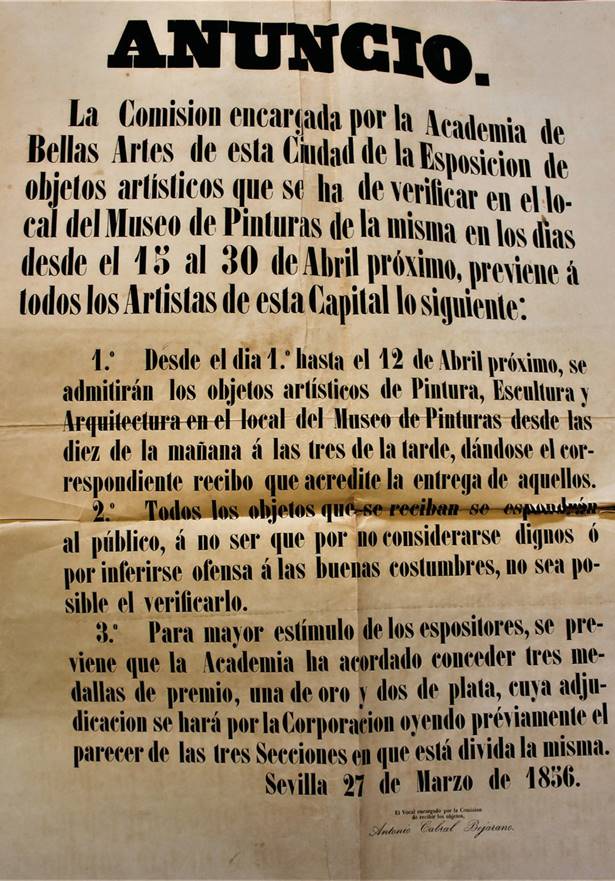 ANUNCIO.
La Comision encargada por la Academia de
Bellas Artes de esta Ciudad de la Esposicion de
objetos artísticos que se ha de verificar en el lo-
cal del Museo de Pinturas de la misma en los dias
desde el 15 al 30 de Abril próximo, previene á
todos los Artistas de esta Capital lo siguiente:
1.° Desde el dia 1.° hasta el 12 de Abril próximo, se
admitirán los objetos artísticos de Pintura, Escultura y
Arquitectura en el local del Museo de Pinturas desde las
diez de la mañana á las tres de la tarde, dándose el cor-
respondiente recibo que acredite la entrega de aquellos.
2.° Todos los objetos que se reciban se espondrán
al público, á no ser que por no considerarse dignos ó
por inferirse ofensa á las buenas costumbres, no sea po-
sible el verificarlo.
3.° Para mayor estímulo de los espositores, se pre-
viene que la Academia ha acordado conceder tres me-
dallas de premio, una de oro y dos de plata, cuya adju-
dicacion se hará por la Corporacion oyendo préviamente el
parecer de las tres Secciones en que está divida la misma.
Sevilla 27 de Marzo de 1856.
El Vocal encargado por la Comision
de recibir los objetos,
Antonio Cabral Bejarano.